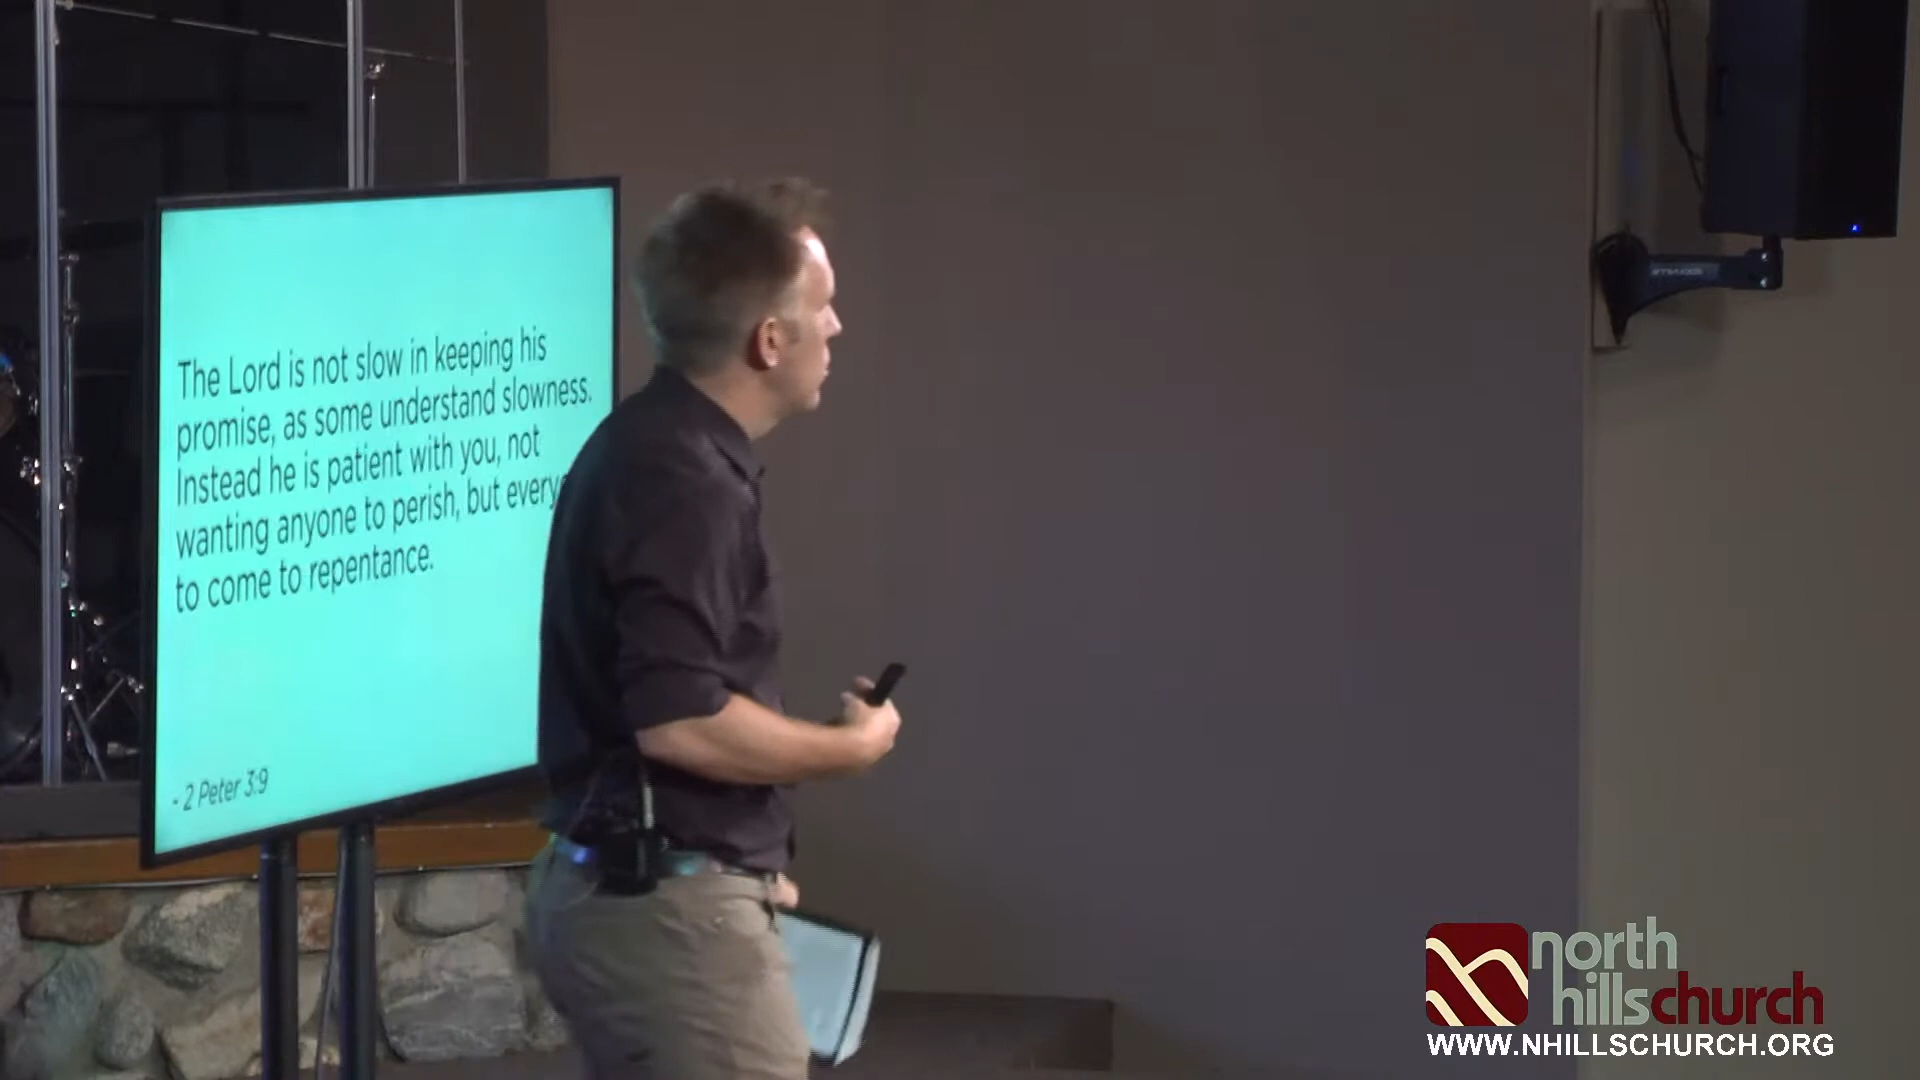 The Lord is not slow in keeping his
promise, as some understand slowness.
Instead he is patient with you, not
wanting anyone to perish, but every
to come to repentance.
- 2 Peter 3:9
north
hillschurch
WWW.NHILLSCHURCH.ORG